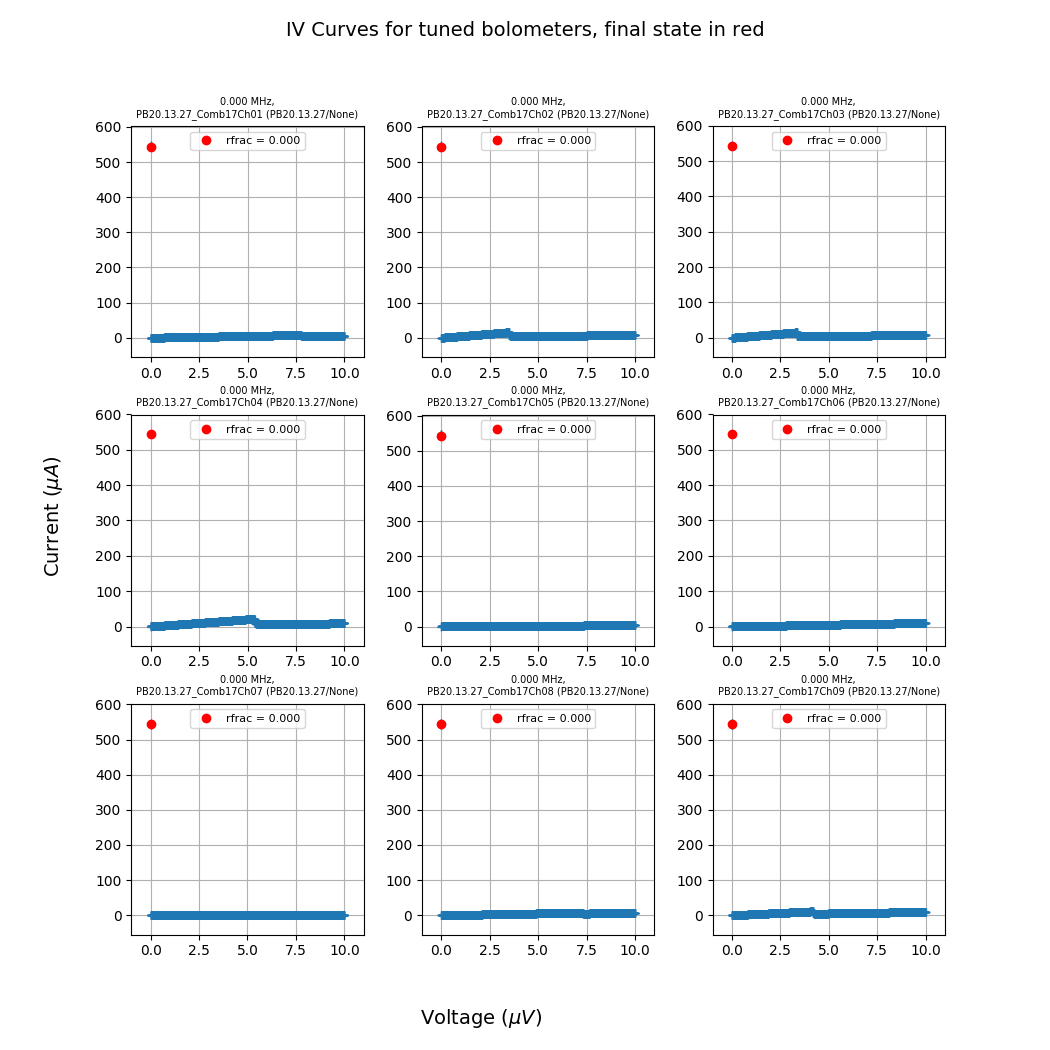 IV Curves for tuned bolometers, final state in red
0.000 MHz,
PB20.13.27_Comb17Ch01 (PB20.13.27/None)
0.000 MHz,
PB20.13.27_Comb17Ch02 (PB20.13.27/None)
0.000 MHz,
PB20.13.27_Comb17Ch03 (PB20.13.27/None)
rfrac = 0.000
rfrac = 0.000
rfrac = 0.000
600
500
400
300
200
100
0
600
500
400
300
200
100
0
600
500
400
300
200
100
0
0.0 2.5 5.0 7.5 10.0
0.0 2.5 5.0 7.5 10.0
0.0 2.5 5.0 7.5 10.0
0.000 MHz,
PB20.13.27_Comb17Ch04 (PB20.13.27/None)
0.000 MHz,
PB20.13.27_Comb17Ch05 (PB20.13.27/None)
0.000 MHz,
PB20.13.27_Comb17Ch06 (PB20.13.27/None)
rfrac = 0.000
rfrac = 0.000
rfrac = 0.000
600
500
400
300
200
100
0
600
500
400
300
200
100
0
600
500
400
300
200
100
0
0.0 2.5 5.0 7.5 10.0
0.0 2.5 5.0 7.5 10.0
0.0 2.5 5.0 7.5 10.0
Current (μA)
0.000 MHz,
PB20.13.27_Comb17Ch07 (PB20.13.27/None)
0.000 MHz,
PB20.13.27_Comb17Ch08 (PB20.13.27/None)
0.000 MHz,
PB20.13.27_Comb17Ch09 (PB20.13.27/None)
rfrac = 0.000
rfrac = 0.000
rfrac = 0.000
600
500
400
300
200
100
0
600
500
400
300
200
100
0
600
500
400
300
200
100
0
0.0 2.5 5.0 7.5 10.0
0.0 2.5 5.0 7.5 10.0
0.0 2.5 5.0 7.5 10.0
Voltage (μV)